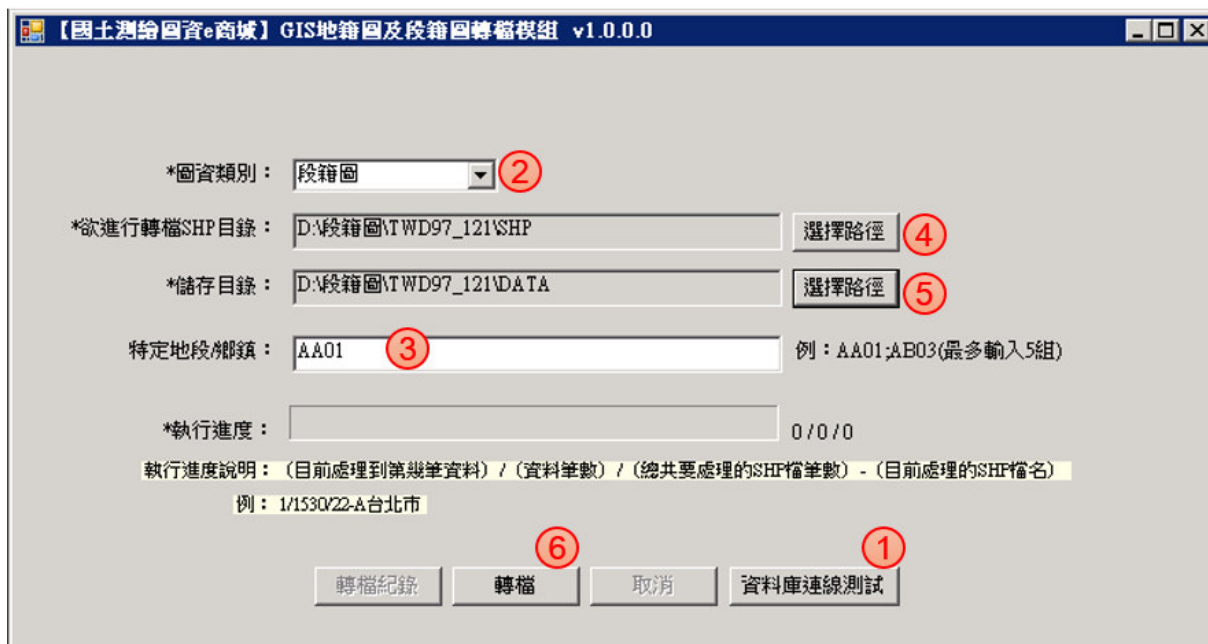 【國土測繪圖資e商城】GIS地籍圖及段籍圖轉檔模組 v1.0.0.0
*圖資類別： 段籍圖 2
*欲進行轉檔SHP目錄： D:\段籍圖\TWD97_121\SHP 選擇路徑 4
*儲存目錄： D:\段籍圖\TWD97_121\DATA 選擇路徑 5
特定地段/鄉鎮： AA01 3 例：AA01;AB03(最多輸入5組)
*執行進度： 0/0/0
執行進度說明：（目前處理到第幾筆資料）/（資料筆數）/（總共要處理的SHP檔筆數）-（目前處理的SHP檔名）
例： 1/1530/22-A台北市
6 1
轉檔紀錄 轉檔 取消 資料庫連線測試